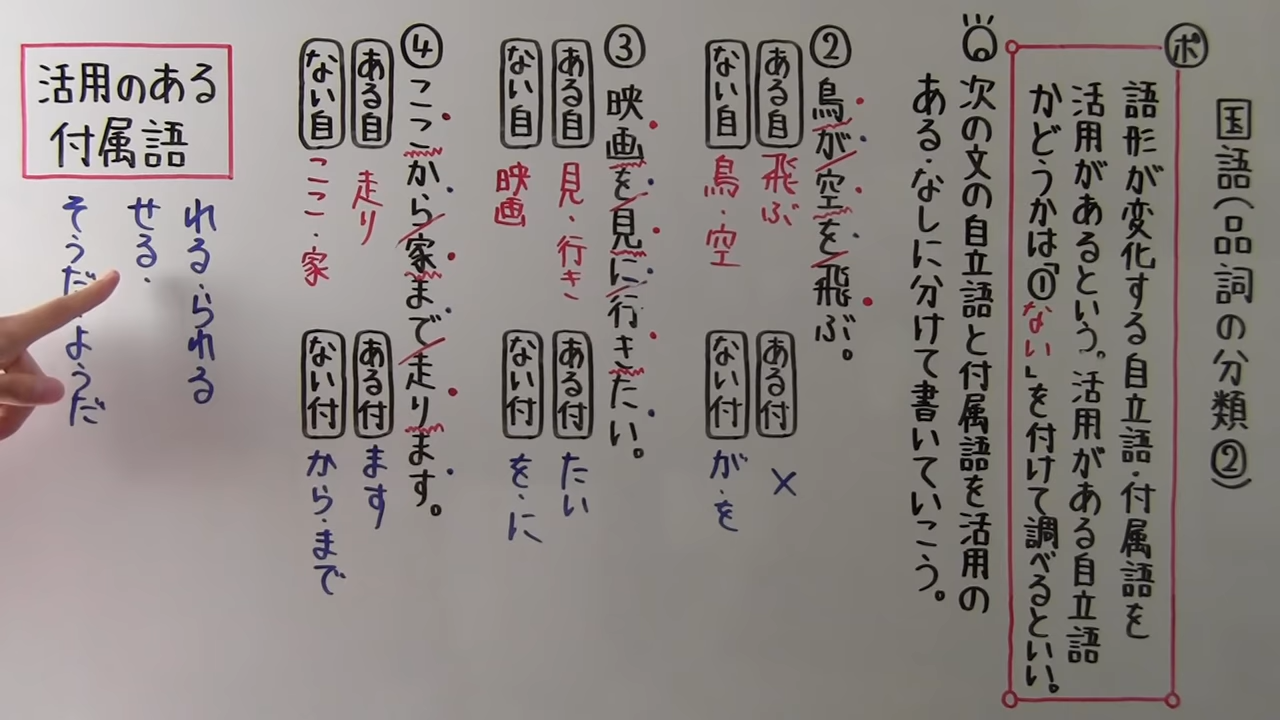 国語(品詞の分類②)
ポ
語形が変化する自立語・付属語を
活用があるという。活用がある自立語
かどうかは「①ない」を付けて調べるといい。
次の文の自立語と付属語を活用の
ある・なしに分けて書いていこう。
②鳥が空を飛ぶ。
ある自 飛ぶ
ない自 鳥・空
ある付 ×
ない付 が・を
③映画を見に行きたい。
ある自 見・行き
ない自 映画
ある付 たい
ない付 を・に
④ここから家まで走ります。
ある自 走り
ない自 ここ・家
ある付 ます
ない付 から・まで
活用のある
付属語
れる・られる
せる・
そうだ・ようだ